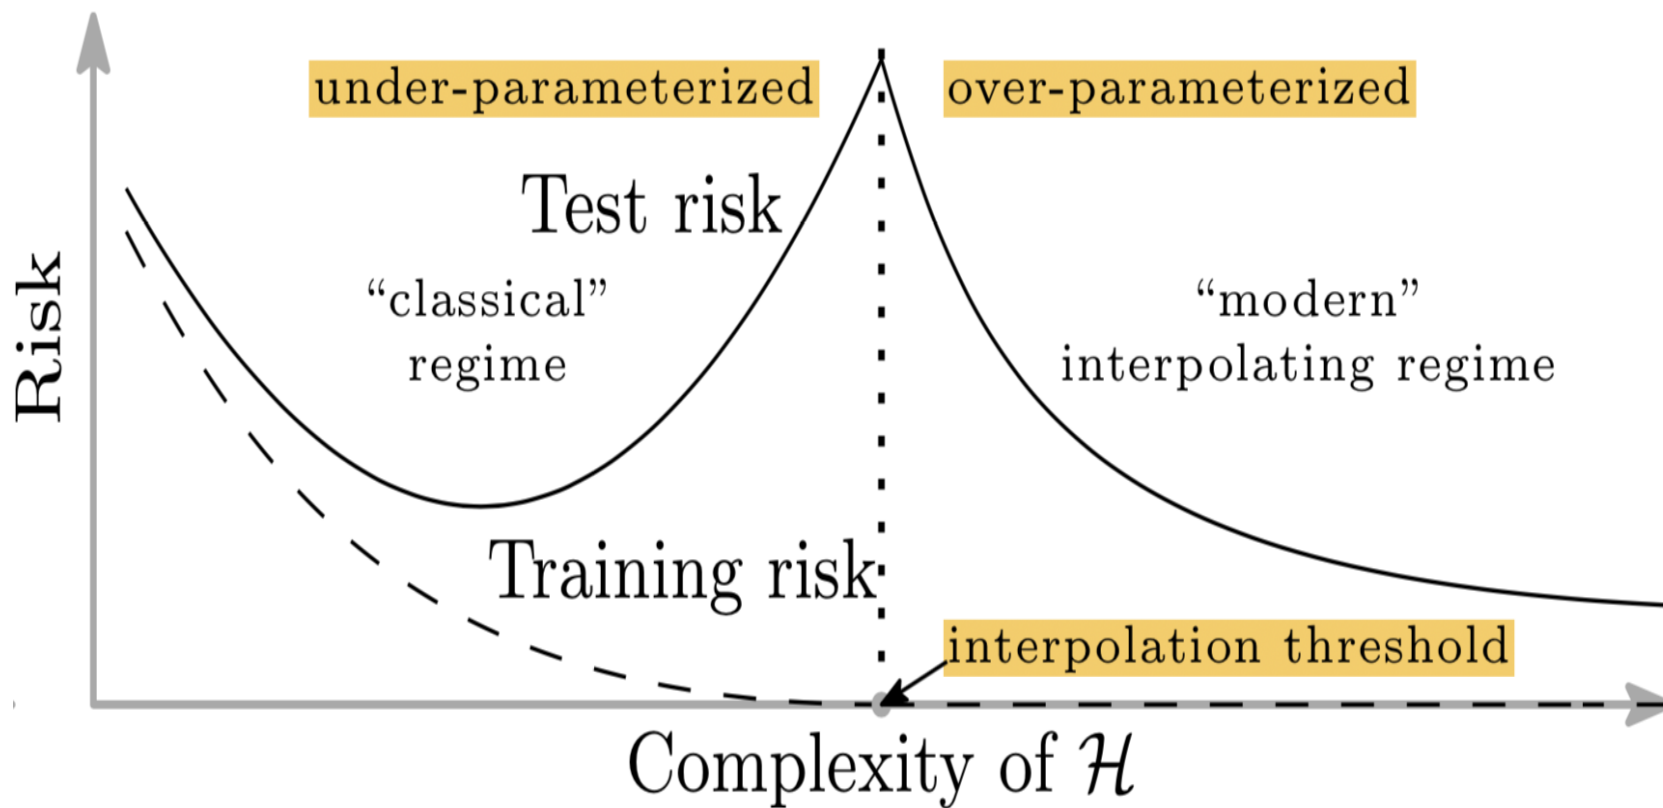 under-parameterized
over-parameterized
Test risk
“classical”
regime
“modern”
interpolating regime
Risk
Training risk
interpolation threshold
Complexity of ℋ